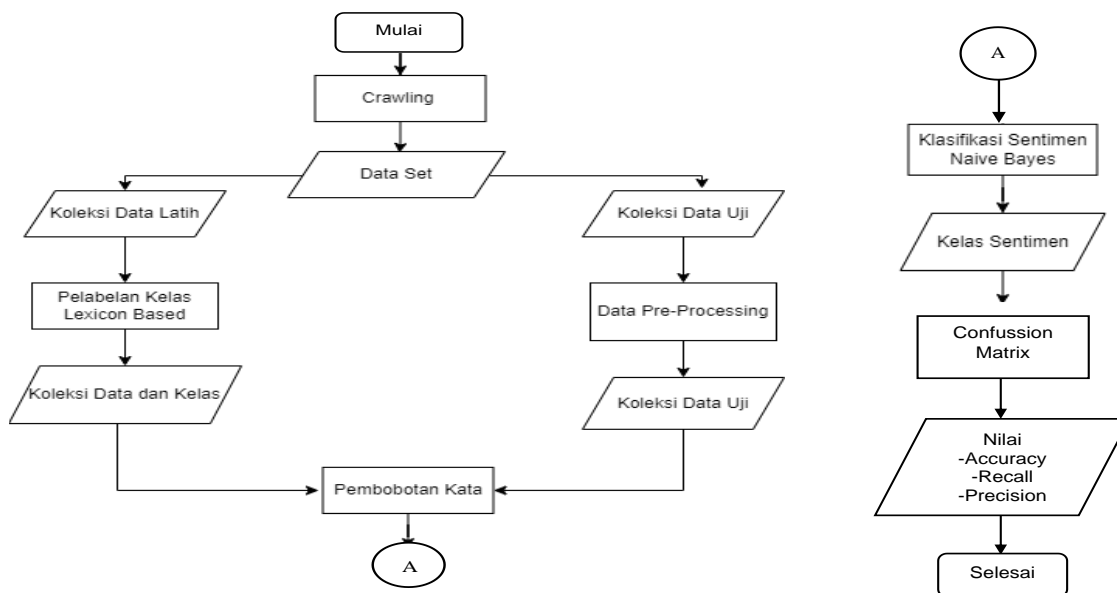 Mulai
Crawling
Data Set
Koleksi Data Latih
Pelabelan Kelas
Lexicon Based
Koleksi Data dan Kelas
Koleksi Data Uji
Data Pre-Processing
Koleksi Data Uji
Pembobotan Kata
A
A
Klasifikasi Sentimen
Naive Bayes
Kelas Sentimen
Confussion
Matrix
Nilai
-Accuracy
-Recall
-Precision
Selesai